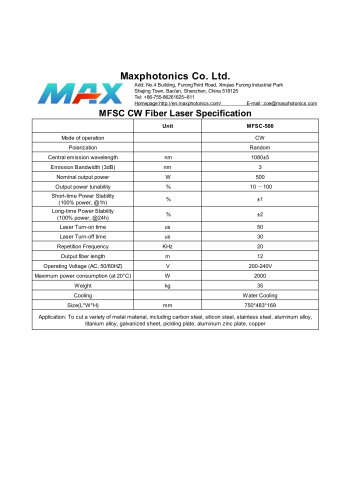 Maxphotonics Co. Ltd.
MAX
Add: No.4 Building, FurongThird Road, Xinqiao Furong Industrial Park
Shajing Town, Bao'an, Shenzhen, China 518125
Tel: +86-755-66261625--811
Homepage:http://en.maxphotonics.com/ E-mail: zoe@maxphotonics.com
MFSC CW Fiber Laser Specification
Unit MFSC-500
Mode of operation CW
Polarization Random
Central emission wavelength nm 1080±5
Emission Bandwidth (3dB) nm 3
Nominal output power W 500
Output power tunability % 10 —100
Short-time Power Stability
(100% power, @1h) % ±1
Long-time Power Stability
(100% power, @24h) % ±2
Laser Turn-on time us 50
Laser Turn-off time us 30
Repetition Frequency KHz 20
Output fiber length m 12
Operating Voltage (AC, 50/60HZ) V 200-240V
Maximum power consumption (at 20°C) W 2000
Weight kg 35
Cooling Water Cooling
Size(L*W*H) mm 750*483*169
Application: To cut a variety of metal material, including carbon steel, silicon steel, stainless steel, aluminum alloy,
titanium alloy, galvanized sheet, pickling plate, aluminum zinc plate, copper